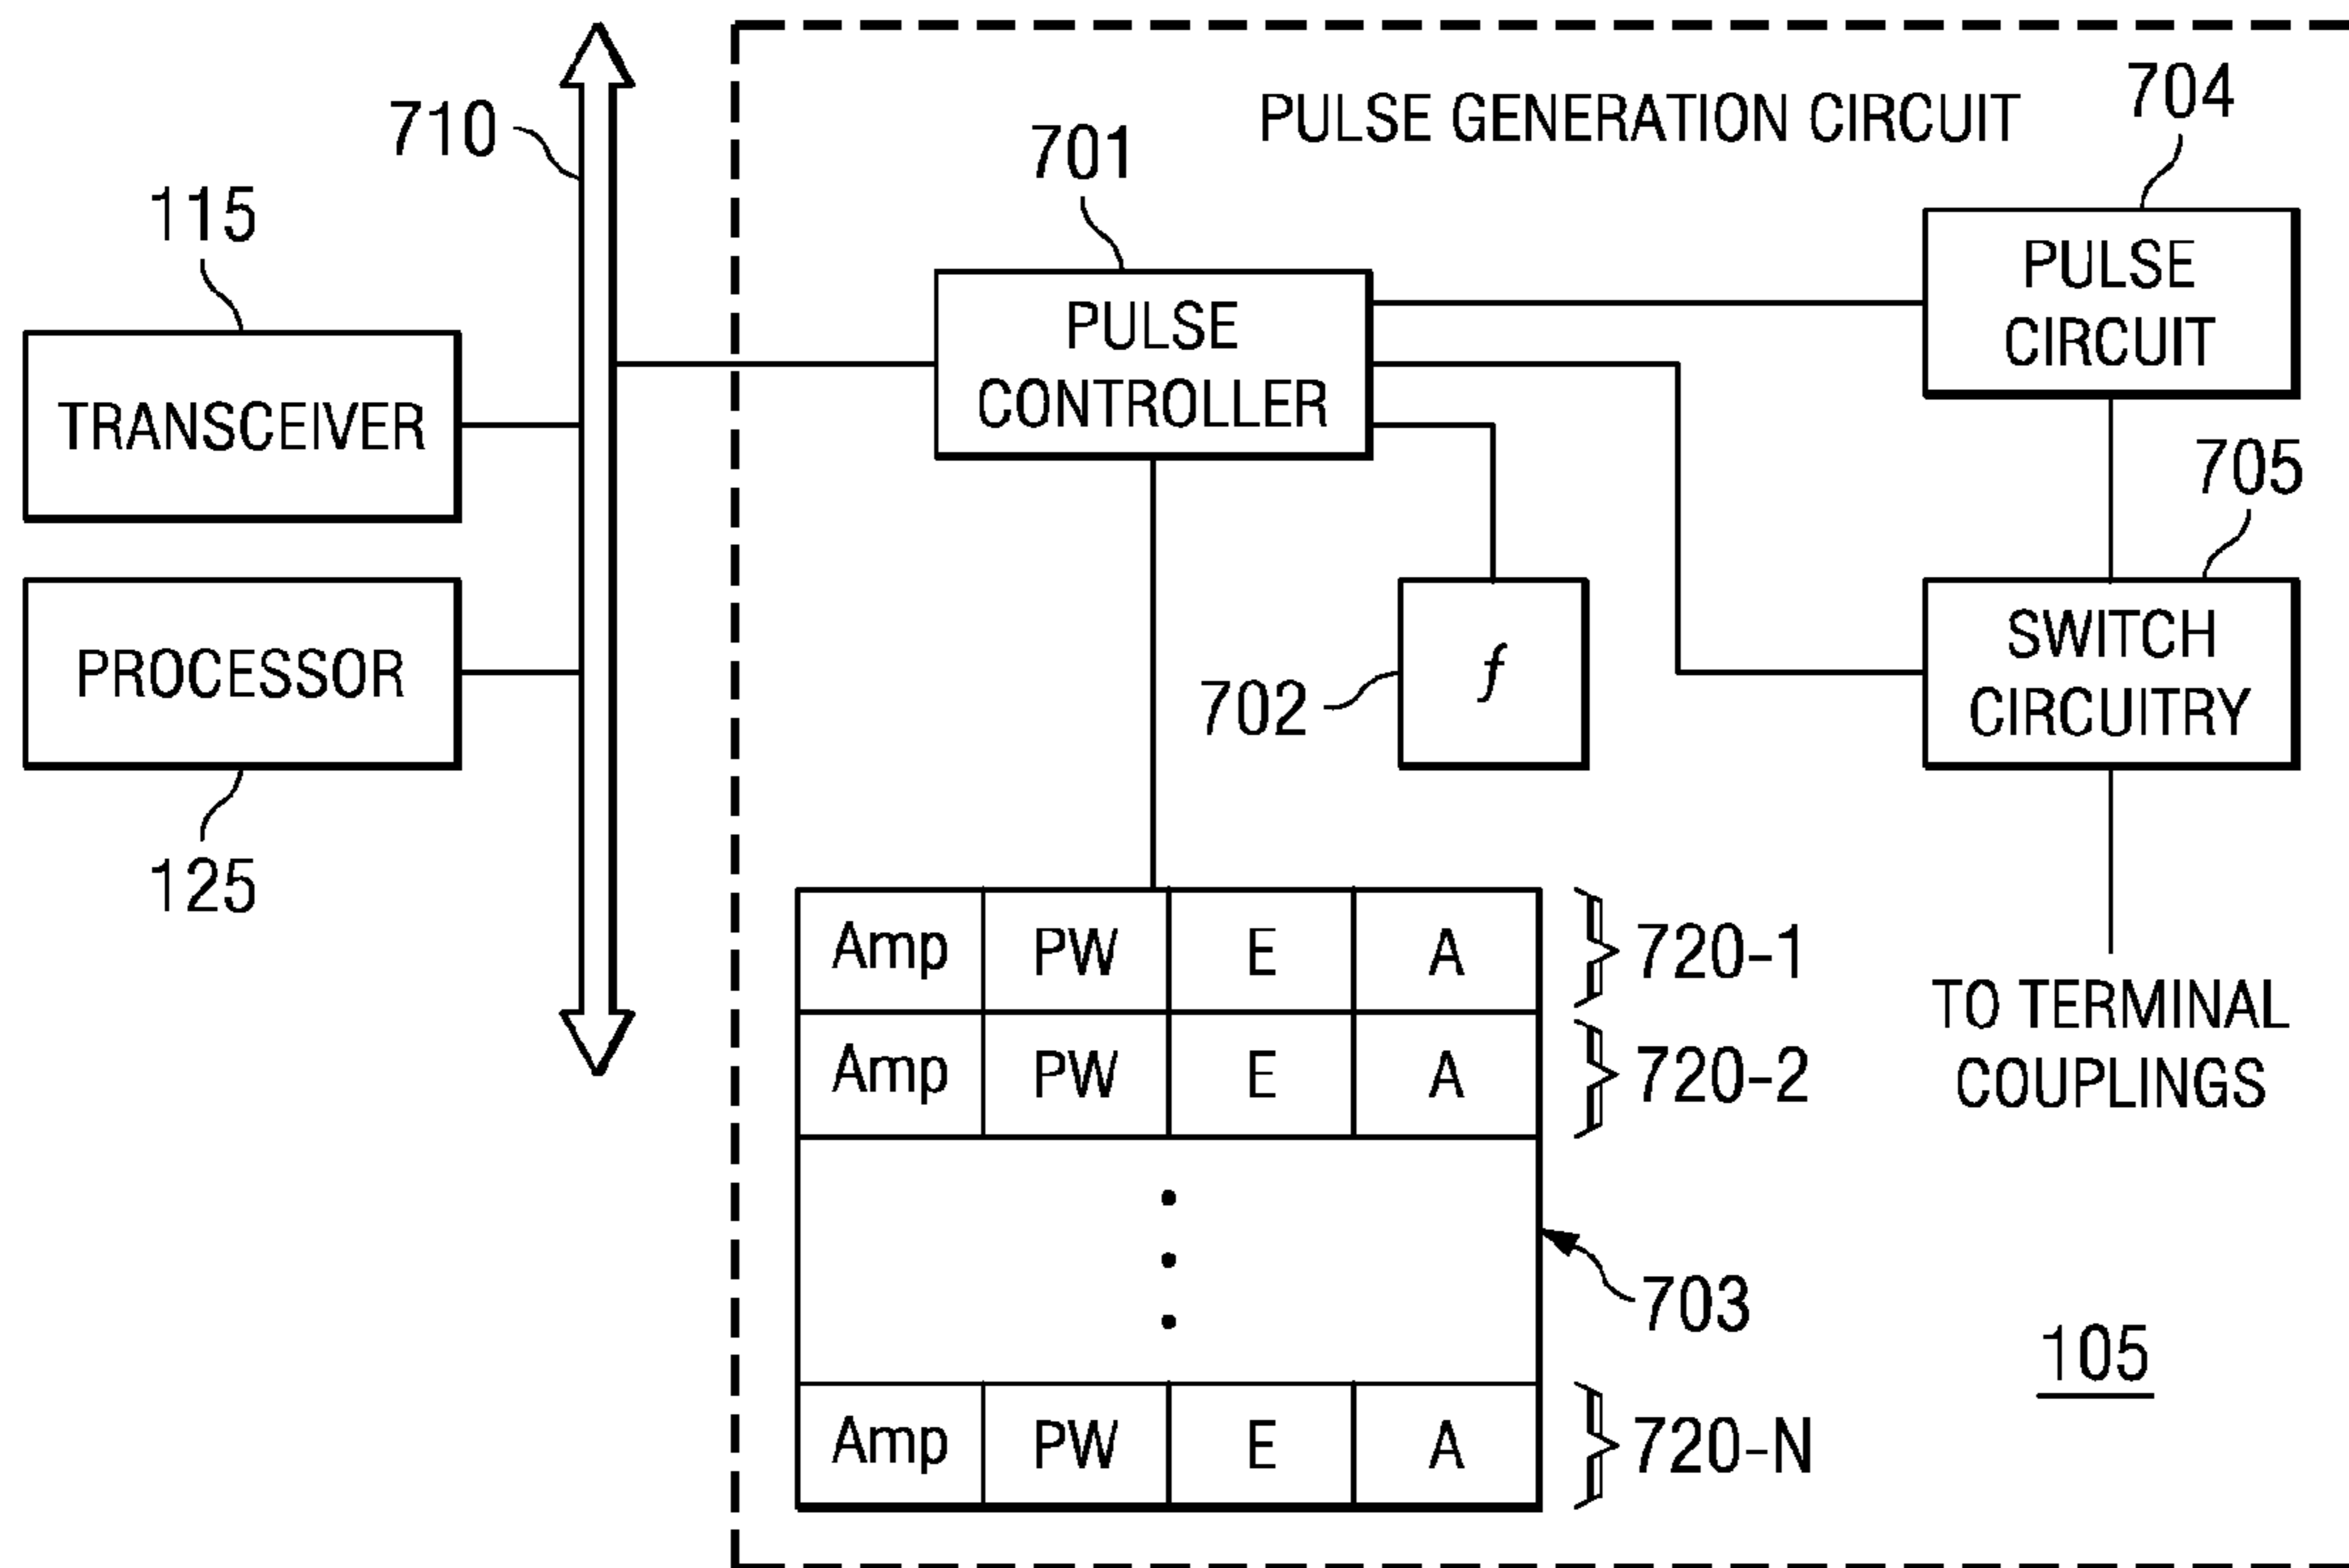 710
PULSE GENERATION CIRCUIT
704
701
115
PULSE
CIRCUIT
PULSE
CONTROLLER
TRANSCEIVER
705
PROCESSOR
702
f
SWITCH
CIRCUITRY
125
Amp PW E A 720-1
Amp PW E A 720-2
TO TERMINAL
COUPLINGS
703
105
Amp PW E A 720-N